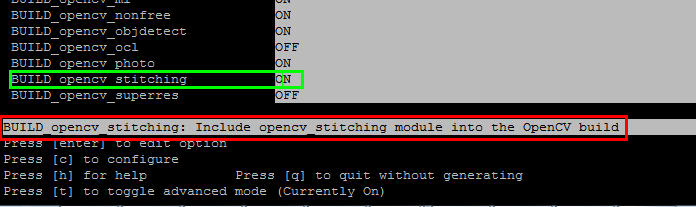 BUILD_opencv_ml ON
BUILD_opencv_nonfree ON
BUILD_opencv_objdetect ON
BUILD_opencv_ocl OFF
BUILD_opencv_photo ON
BUILD_opencv_stitching ON
BUILD_opencv_superres OFF
BUILD_opencv_stitching: Include opencv_stitching module into the OpenCV build
Press [enter] to edit option
Press [c] to configure
Press [h] for help Press [q] to quit without generating
Press [t] to toggle advanced mode (Currently On)